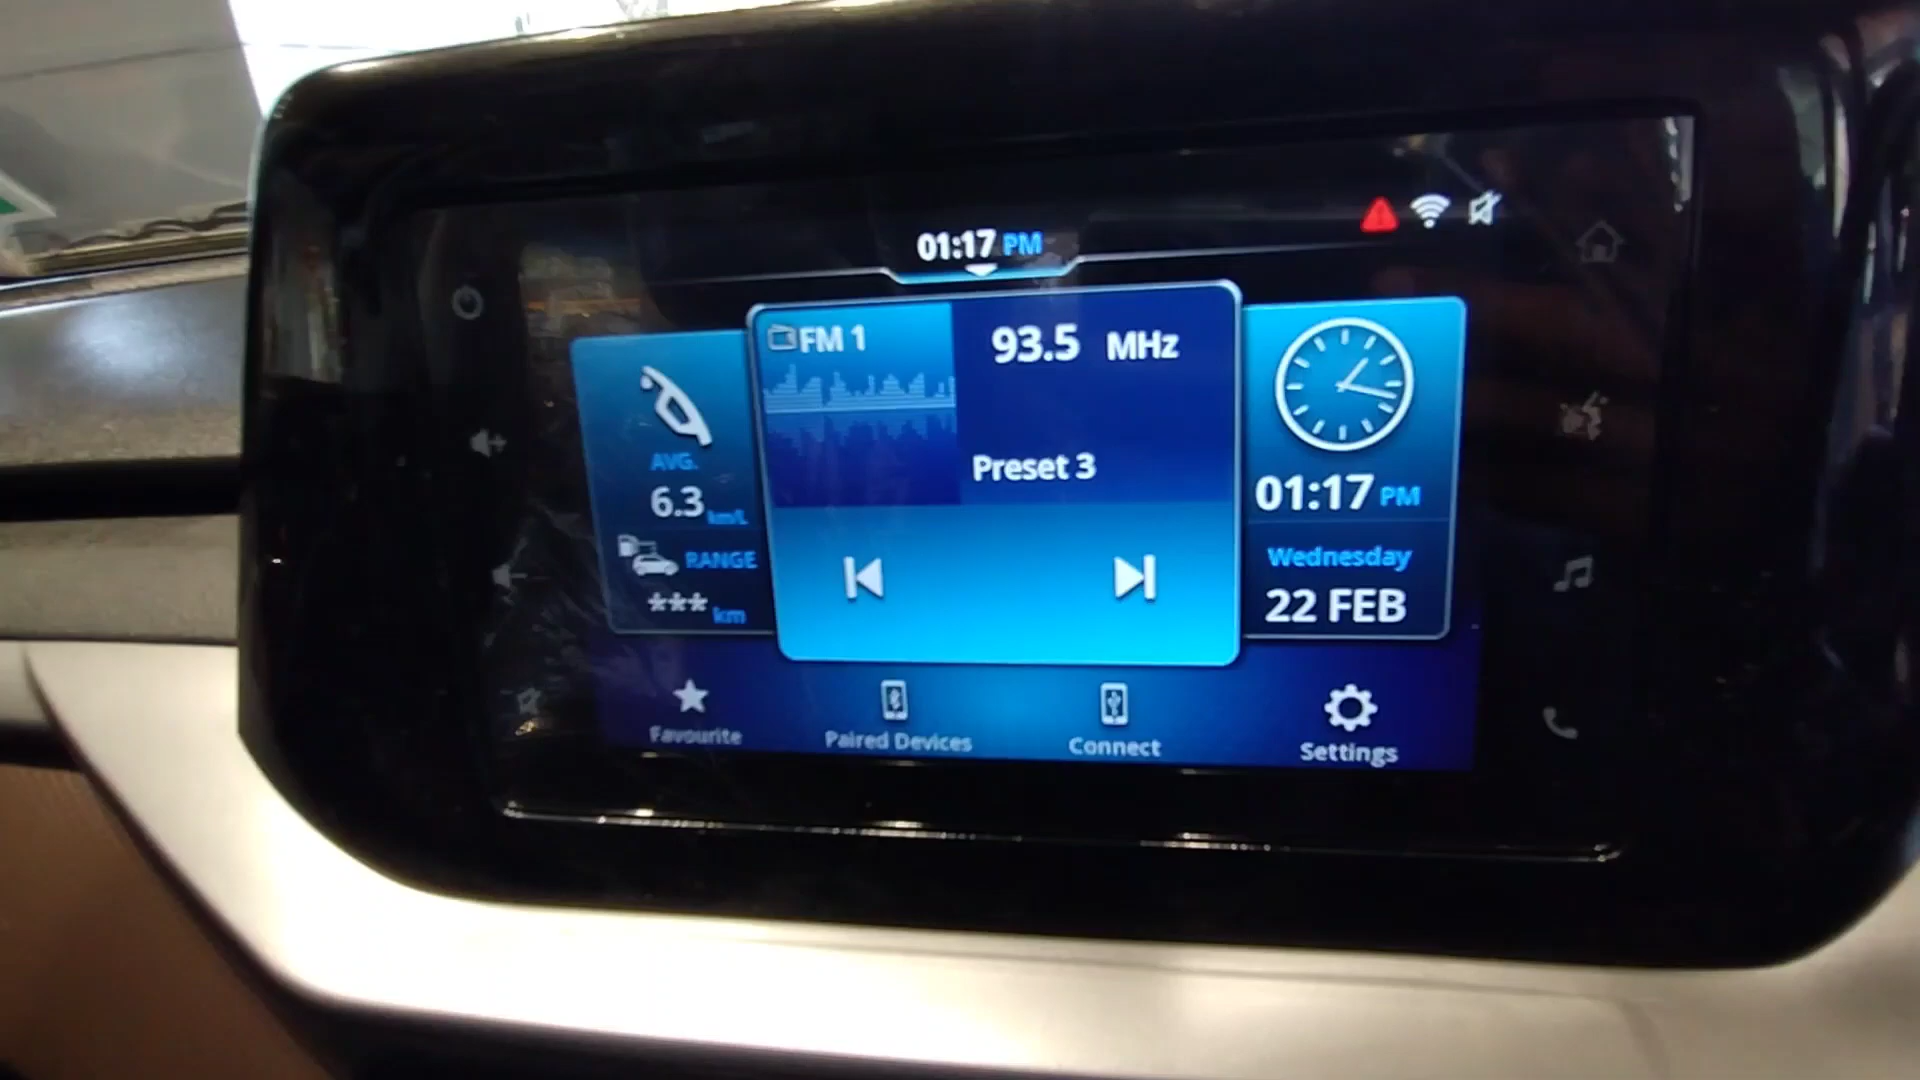 01:17 PM
FM 1
93.5 MHz
Preset 3
AVG.
6.3 km/L
RANGE
*** km
01:17 PM
Wednesday
22 FEB
Favourite
Paired Devices
Connect
Settings